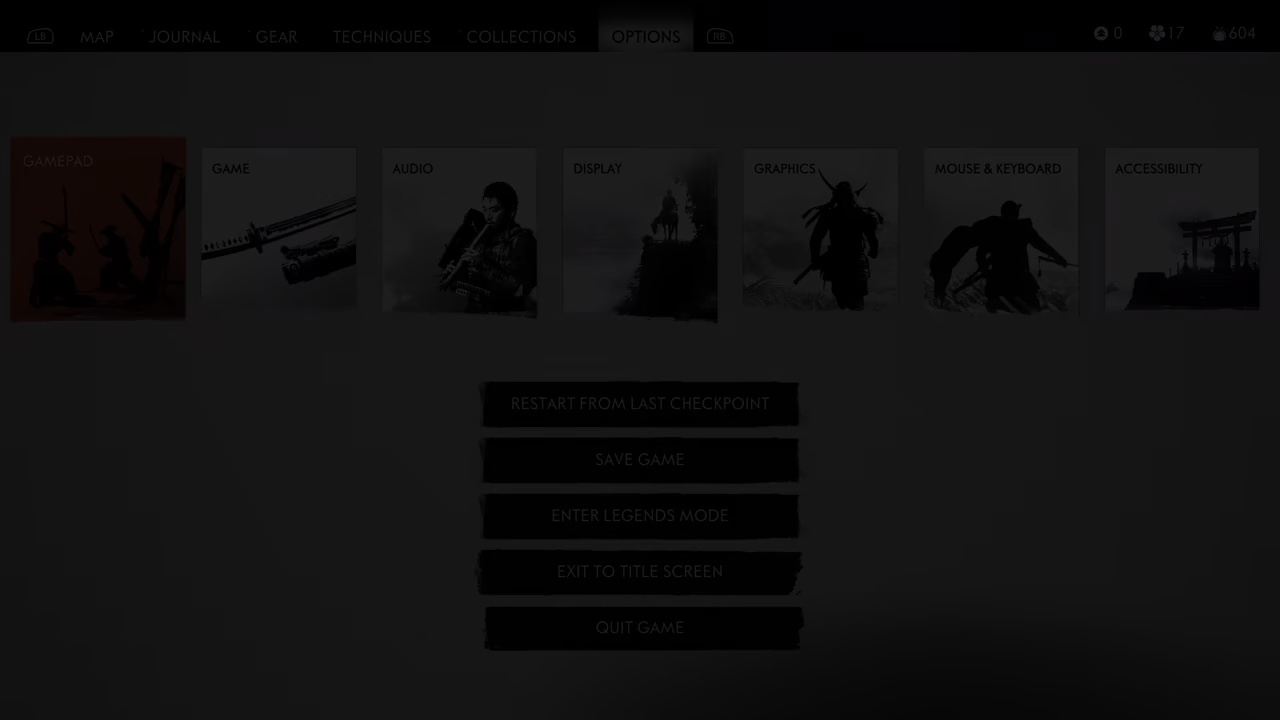 LB MAP JOURNAL GEAR TECHNIQUES COLLECTIONS OPTIONS RB 0 17 604
GAMEPAD
GAME
AUDIO
DISPLAY
GRAPHICS
MOUSE & KEYBOARD
ACCESSIBILITY
RESTART FROM LAST CHECKPOINT
SAVE GAME
ENTER LEGENDS MODE
EXIT TO TITLE SCREEN
QUIT GAME